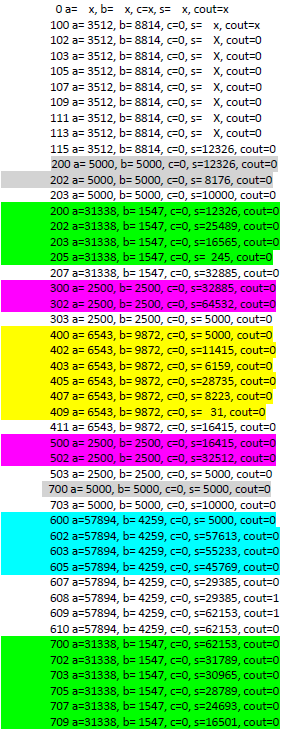 0 a=    x, b=    x, c=x, s=    x, cout=x
100 a= 3512, b= 8814, c=0, s=    x, cout=x
102 a= 3512, b= 8814, c=0, s=    X, cout=0
103 a= 3512, b= 8814, c=0, s=    X, cout=0
105 a= 3512, b= 8814, c=0, s=    X, cout=0
107 a= 3512, b= 8814, c=0, s=    X, cout=0
109 a= 3512, b= 8814, c=0, s=    X, cout=0
111 a= 3512, b= 8814, c=0, s=    X, cout=0
113 a= 3512, b= 8814, c=0, s=    X, cout=0
115 a= 3512, b= 8814, c=0, s=12326, cout=0
200 a= 5000, b= 5000, c=0, s=12326, cout=0
202 a= 5000, b= 5000, c=0, s= 8176, cout=0
203 a= 5000, b= 5000, c=0, s=10000, cout=0
200 a=31338, b= 1547, c=0, s=12326, cout=0
202 a=31338, b= 1547, c=0, s=25489, cout=0
203 a=31338, b= 1547, c=0, s=16565, cout=0
205 a=31338, b= 1547, c=0, s=  245, cout=0
207 a=31338, b= 1547, c=0, s=32885, cout=0
300 a= 2500, b= 2500, c=0, s=32885, cout=0
302 a= 2500, b= 2500, c=0, s=64532, cout=0
303 a= 2500, b= 2500, c=0, s= 5000, cout=0
400 a= 6543, b= 9872, c=0, s= 5000, cout=0
402 a= 6543, b= 9872, c=0, s=11415, cout=0
403 a= 6543, b= 9872, c=0, s= 6159, cout=0
405 a= 6543, b= 9872, c=0, s=28735, cout=0
407 a= 6543, b= 9872, c=0, s= 8223, cout=0
409 a= 6543, b= 9872, c=0, s=   31, cout=0
411 a= 6543, b= 9872, c=0, s=16415, cout=0
500 a= 2500, b= 2500, c=0, s=16415, cout=0
502 a= 2500, b= 2500, c=0, s=32512, cout=0
503 a= 2500, b= 2500, c=0, s= 5000, cout=0
700 a= 5000, b= 5000, c=0, s= 5000, cout=0
703 a= 5000, b= 5000, c=0, s=10000, cout=0
600 a=57894, b= 4259, c=0, s= 5000, cout=0
602 a=57894, b= 4259, c=0, s=57613, cout=0
603 a=57894, b= 4259, c=0, s=55233, cout=0
605 a=57894, b= 4259, c=0, s=45769, cout=0
607 a=57894, b= 4259, c=0, s=29385, cout=0
608 a=57894, b= 4259, c=0, s=29385, cout=1
609 a=57894, b= 4259, c=0, s=62153, cout=1
610 a=57894, b= 4259, c=0, s=62153, cout=0
700 a=31338, b= 1547, c=0, s=62153, cout=0
702 a=31338, b= 1547, c=0, s=31789, cout=0
703 a=31338, b= 1547, c=0, s=30965, cout=0
705 a=31338, b= 1547, c=0, s=28789, cout=0
707 a=31338, b= 1547, c=0, s=24693, cout=0
709 a=31338, b= 1547, c=0, s=16501, cout=0